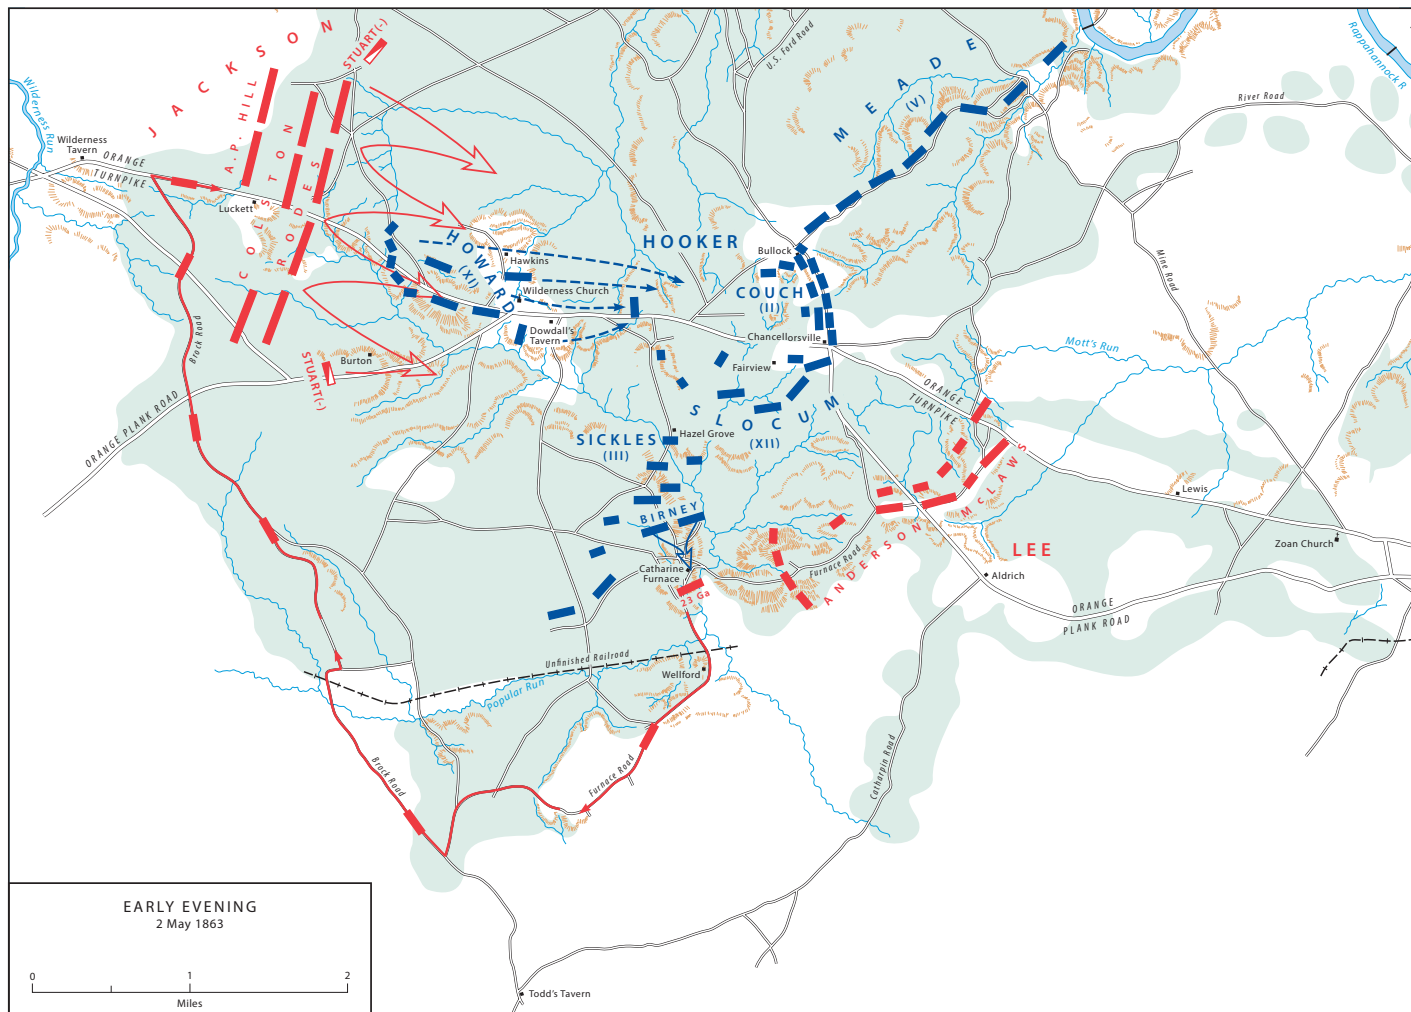 JACKSON
STUART(-)
A.P. HILL
COLSTON
RODES
Wilderness Run
Wilderness
Tavern
ORANGE
TURNPIKE
Luckett
U.S. Ford Road
MEADE
(V)
Rappahannock R
River Road
Mine Road
HOWARD
(XI)
Hawkins
Wilderness Church
Dowdall's
Tavern
HOOKER
Bullock
COUCH
(II)
Chancellorsville
Fairview
Mott's Run
Brock Road
Burton
STUART(-)
ORANGE PLANK ROAD
SLOCUM
(XII)
ORANGE
TURNPIKE
SICKLES
(III)
Hazel Grove
BIRNEY
Catharine
Furnace
23 Ga
Furnace Road
ANDERSON
McLAWS
LEE
Lewis
Zoan Church
Aldrich
ORANGE
PLANK ROAD
Unfinished Railroad
Popular Run
Wellford
Brock Road
Furnace Road
Catharpin Road
Todd's Tavern
EARLY EVENING
2 May 1863
0 1 2
Miles